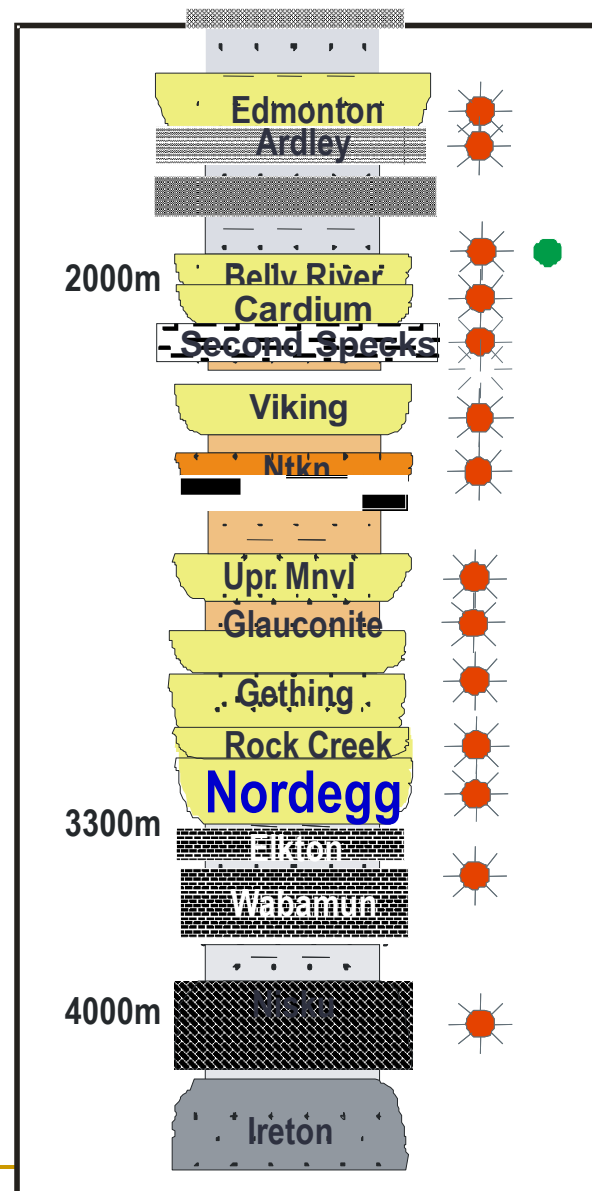 Edmonton
Ardley
2000m
Belly River
Cardium
Second Specks
Viking
Ntkn
Upr. Mnvl
Glauconite
Gething
Rock Creek
Nordegg
3300m
Elkton
Wabamun
4000m
Nisku
Ireton